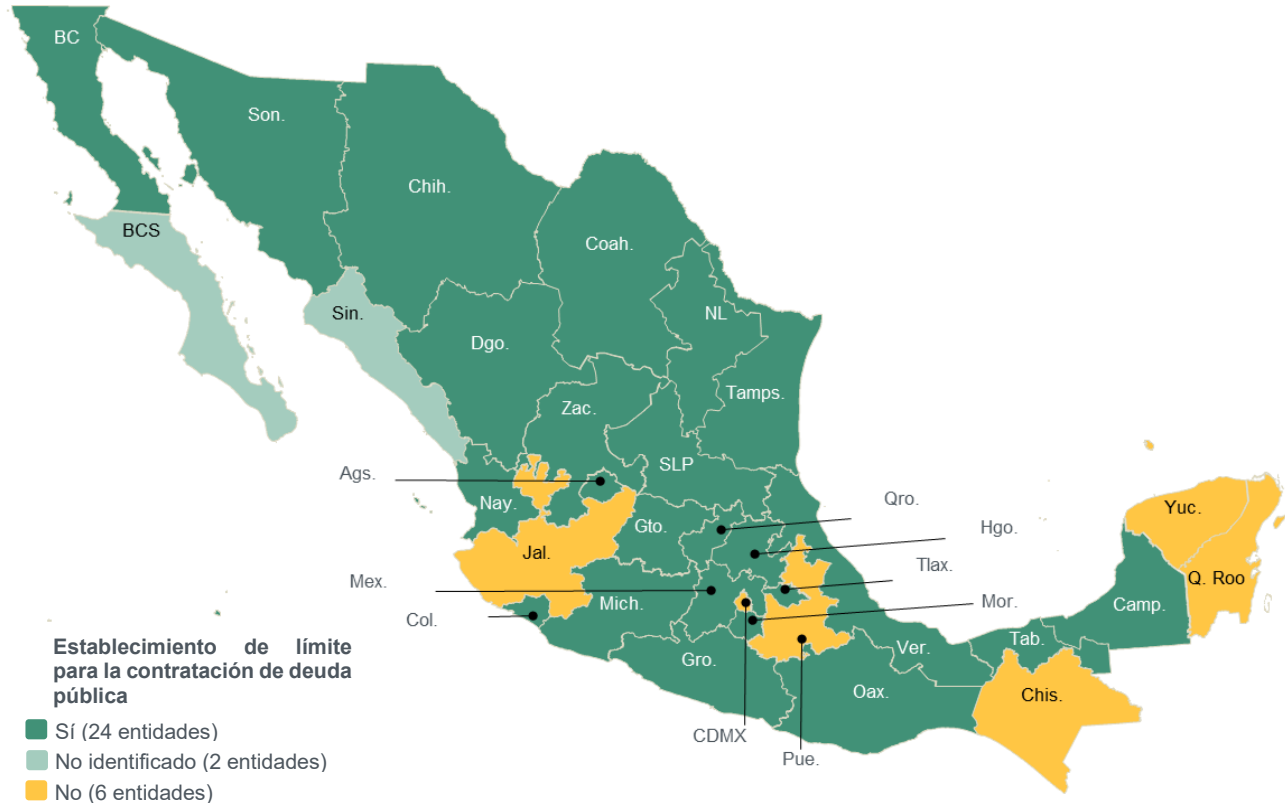 BC
Son.
Chih.
BCS
Coah.
Sin.
NL
Dgo.
Tamps.
Zac.
SLP
Ags.
Nay.
Qro.
Yuc.
Gto.
Hgo.
Jal.
Tlax.
Q. Roo
Mex.
Mich.
Mor.
Camp.
Col.
Tab.
Ver.
Gro.
Oax.
Chis.
CDMX
Pue.
Establecimiento de límite
para la contratación de deuda
pública
Sí (24 entidades)
No identificado (2 entidades)
No (6 entidades)